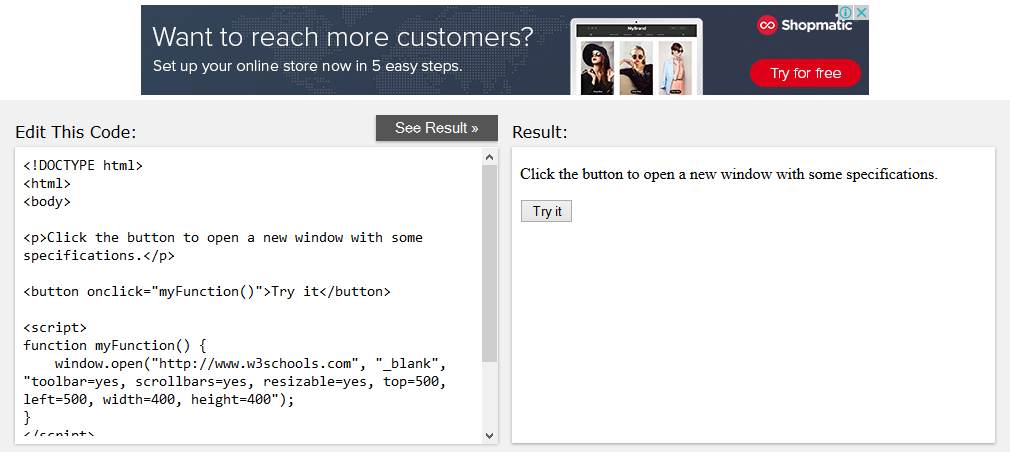 Want to reach more customers?
Set up your online store now in 5 easy steps.
MyBrand
Shopmatic
Try for free
Edit This Code:
See Result »
Result:
<!DOCTYPE html>
<html>
<body>
<p>Click the button to open a new window with some
specifications.</p>
<button onclick="myFunction()">Try it</button>
<script>
function myFunction() {
    window.open("http://www.w3schools.com", "_blank",
"toolbar=yes, scrollbars=yes, resizable=yes, top=500,
left=500, width=400, height=400");
}
</script>
Click the button to open a new window with some specifications.
Try it